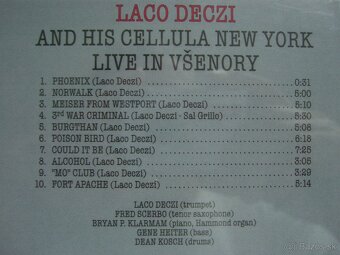 LACO DECZI
AND HIS CELLULA NEW YORK
LIVE IN VŠENORY
1. PHOENIX (Laco Deczi) 0:31
2. NORWALK (Laco Deczi) 5:00
3. MEISER FROM WESTPORT (Laco Deczi) 5:10
4. 3rd WAR CRIMINAL (Laco Deczi - Sal Grillo) 5:30
5. BURGTHAN (Laco Deczi) 5:08
6. POISON BIRD (Laco Deczi) 6:18
7. COULD IT BE (Laco Deczi) 7:25
8. ALCOHOL (Laco Deczi) 3:05
9. "MO" CLUB (Laco Deczi) 3:29
10. FORT APACHE (Laco Deczi) 5:14
LACO DECZI (trumpet)
FRED SCERBO (tenor saxophone)
BRYAN P. KLARMAM (piano, Hammond organ)
GENE HEITER (bass)
DEAN KOSCH (drums)